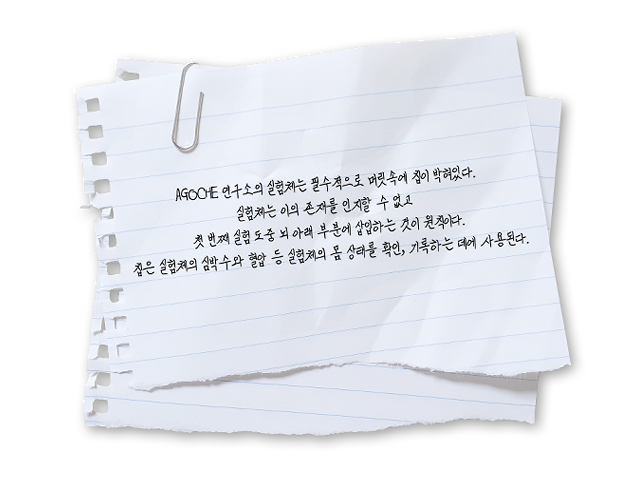 AGOCHE 연구소의 실험체는 필수적으로 머릿속에 칩이 박혀있다.
실험체는 이의 존재를 인지할 수 없고
첫 번째 실험 도중 뇌 아래 부분에 삽입하는 것이 원칙이다.
칩은 실험체의 심박수와 혈압 등 실험체의 몸 상태를 확인, 기록하는 데에 사용된다.